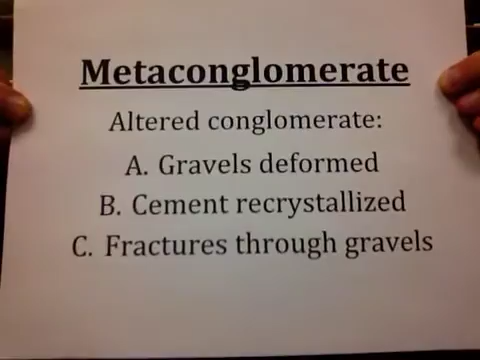 Metaconglomerate
Altered conglomerate:
A. Gravels deformed
B. Cement recrystallized
C. Fractures through gravels